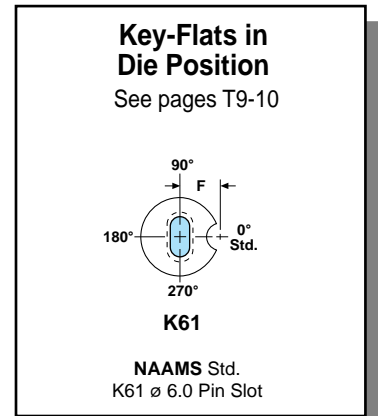 Key-Flats in
Die Position
See pages T9-10
90°
F
0°
Std.
180°
270°
K61
NAAMS Std.
K61 ø 6.0 Pin Slot